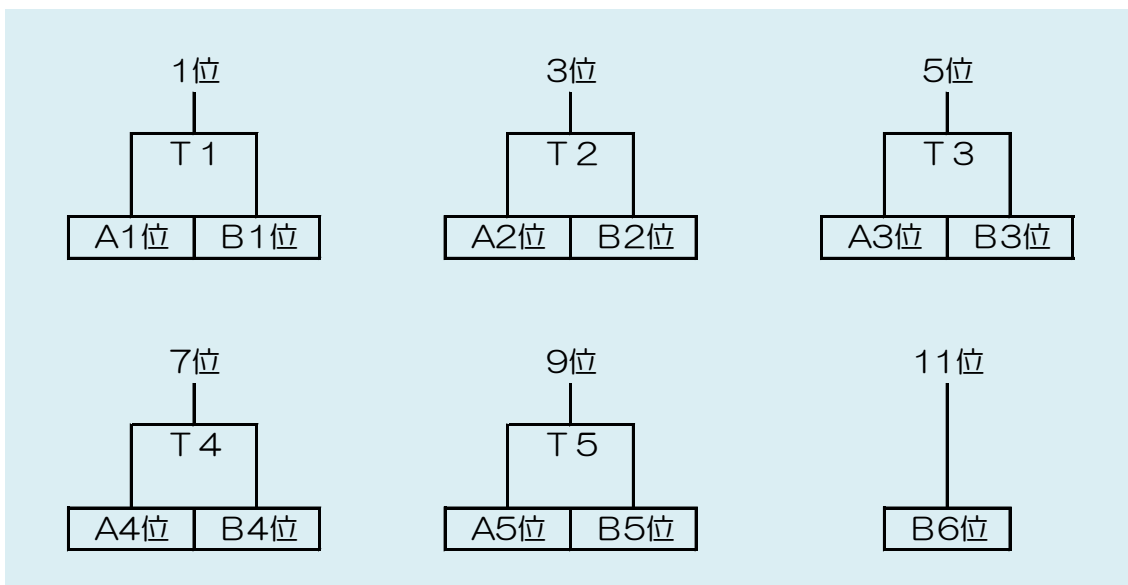 1位 3位 5位
T1 T2 T3
A1位 B1位 A2位 B2位 A3位 B3位
7位 9位 11位
T4 T5
A4位 B4位 A5位 B5位 B6位